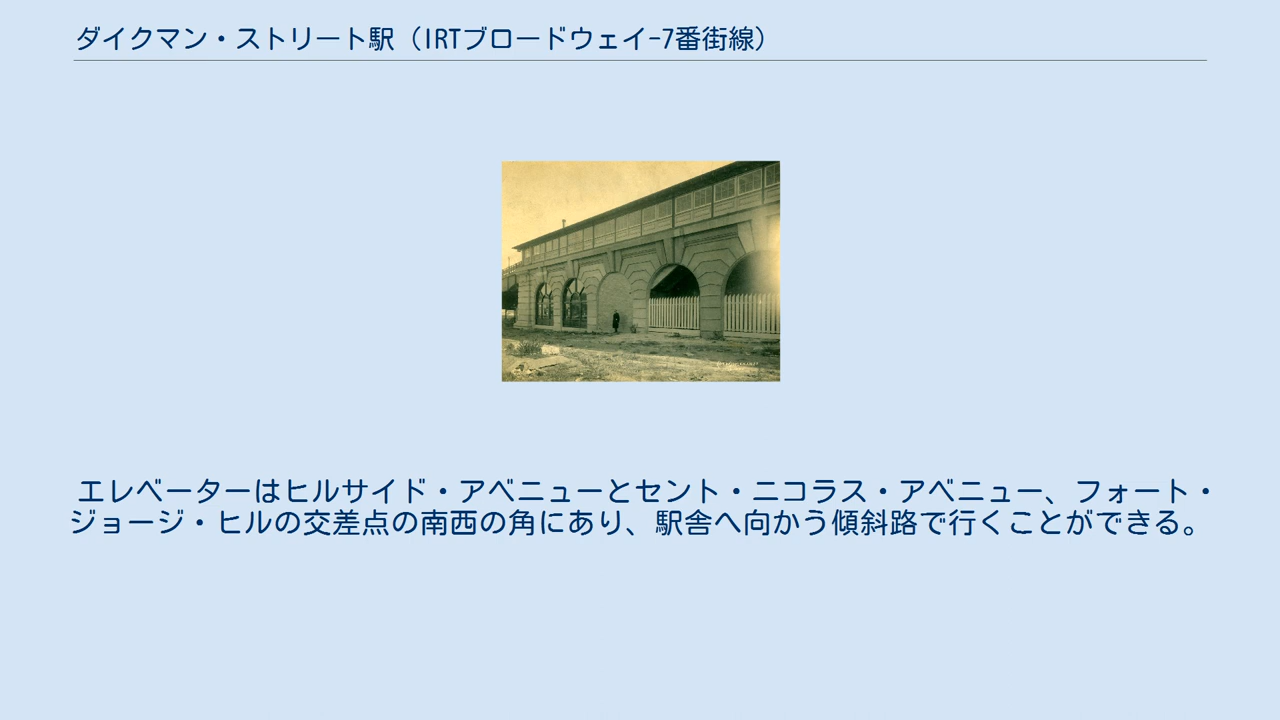 ダイクマン・ストリート駅（IRTブロードウェイ-7番街線）
エレベーターはヒルサイド・アベニューとセント・ニコラス・アベニュー、フォート・
ジョージ・ヒルの交差点の南西の角にあり、駅舎へ向かう傾斜路で行くことができる。